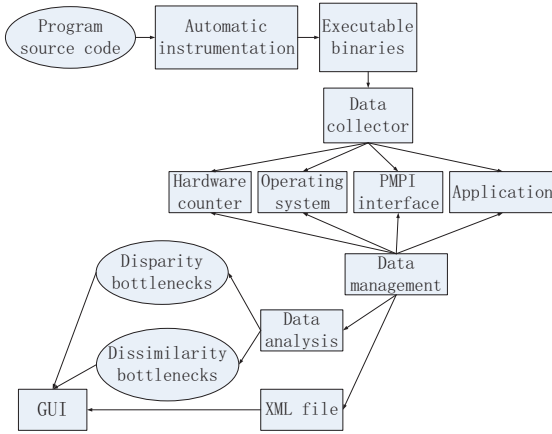 Program
source code
Automatic
instrumentation
Executable
binaries
Data
collector
Hardware
counter
Operating
system
PMPI
interface
Application
Data
management
Disparity
bottlenecks
Data
analysis
Dissimilarity
bottlenecks
GUI
XML file